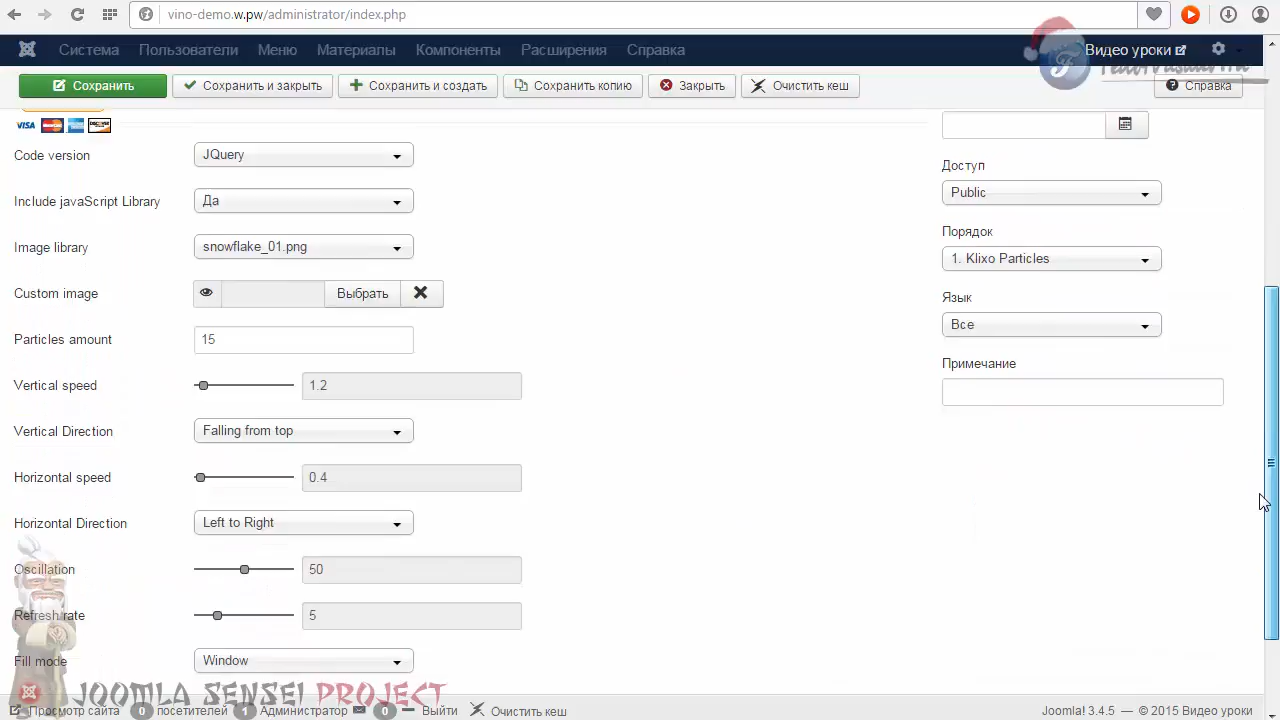 vino-demo.w.pw/administrator/index.php
Система Пользователи Меню Материалы Компоненты Расширения Справка Видео уроки
Сохранить Сохранить и закрыть Сохранить и созд Сохранить копию Закрыть Очистить кеш Справка
VISA
Code version JQuery
Доступ
Include javaScript Library Да
Public
Порядок
Image library snowflake_01.png
1. Klixo Particles
Custom image Выбрать
Язык
Particles amount 15
Все
Примечание
Vertical speed 1.2
Vertical Direction Falling from top
Horizontal speed 0.4
Horizontal Direction Left to Right
Oscillation 50
Refresh rate 5
Fill mode Window
JOOMLA SENSEI PROJECT
Просмотр сайта 0 посетителей 1 Администратор 0 Выйти Очистить кеш Joomla! 3.4.5 — © 2015 Видео уроки